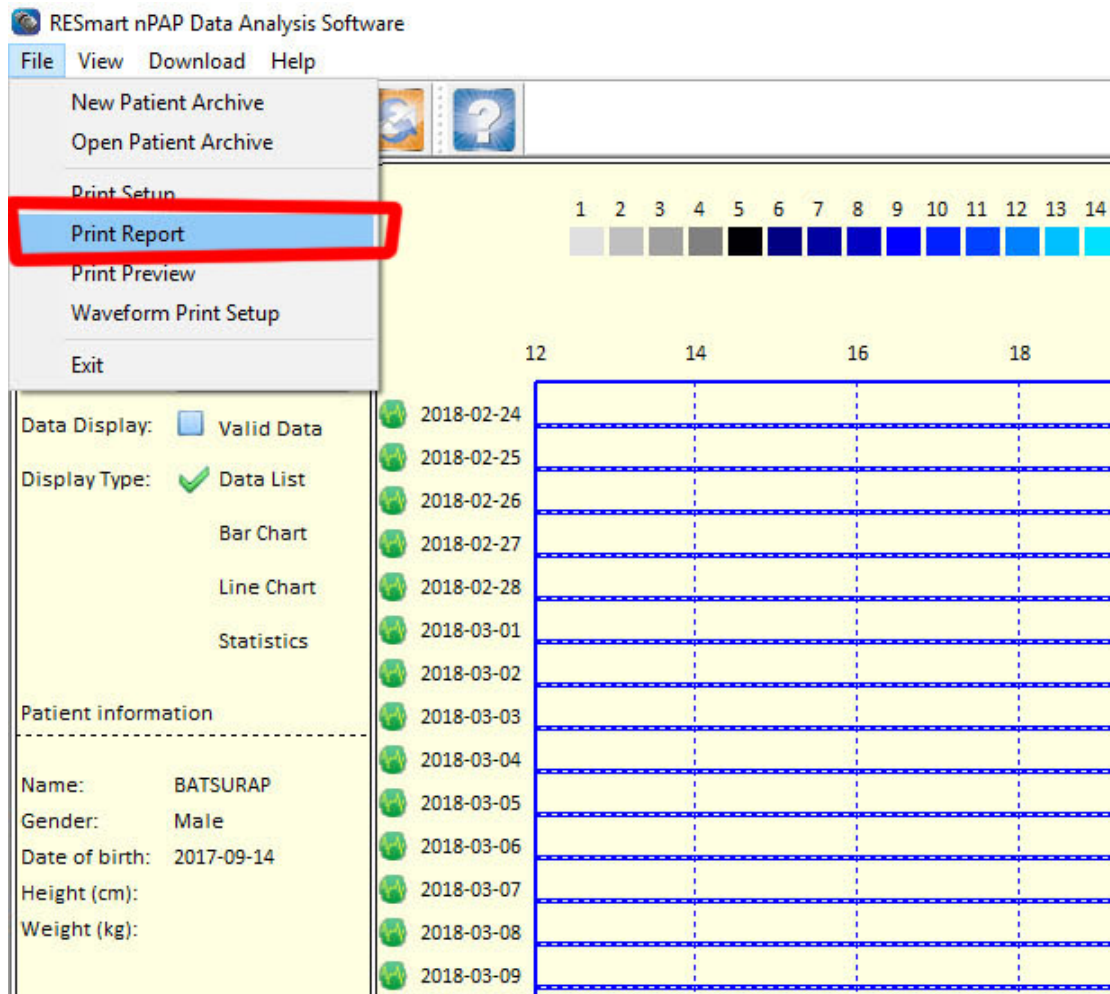 RESmart nPAP Data Analysis Software
File View Download Help
New Patient Archive
Open Patient Archive
Print Setup
Print Report
Print Preview
Waveform Print Setup
Exit
1 2 3 4 5 6 7 8 9 10 11 12 13 14
12 14 16 18
Data Display: Valid Data
Display Type: Data List
Bar Chart
Line Chart
Statistics
Patient information
Name: BATSURAP
Gender: Male
Date of birth: 2017-09-14
Height (cm):
Weight (kg):
2018-02-24
2018-02-25
2018-02-26
2018-02-27
2018-02-28
2018-03-01
2018-03-02
2018-03-03
2018-03-04
2018-03-05
2018-03-06
2018-03-07
2018-03-08
2018-03-09